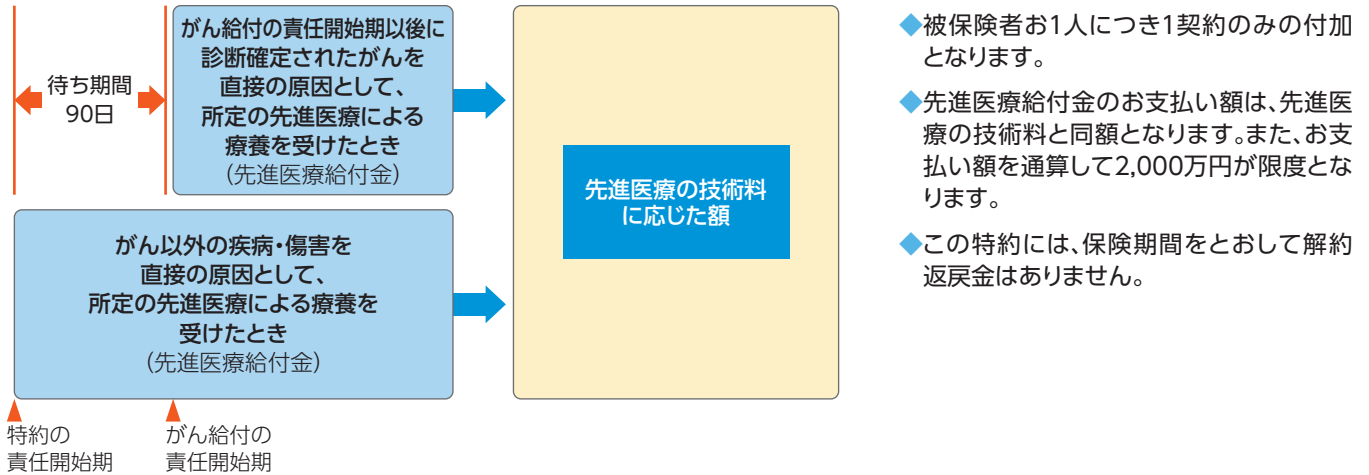 待ち期間
90日
がん給付の責任開始期以後に
診断確定されたがんを
直接の原因として、
所定の先進医療による
療養を受けたとき
(先進医療給付金)
がん以外の疾病・傷害を
直接の原因として、
所定の先進医療による療養を
受けたとき
(先進医療給付金)
特約の
責任開始期
がん給付の
責任開始期
先進医療の技術料
に応じた額
◆被保険者お1人につき1契約のみの付加
となります。
◆先進医療給付金のお支払い額は、先進医
療の技術料と同額となります。また、お支
払い額を通算して2,000万円が限度とな
ります。
◆この特約には、保険期間をとおして解約
返戻金はありません。